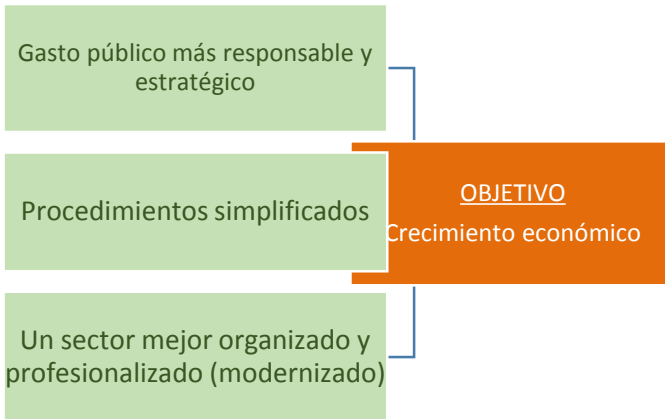 Gasto público más responsable y
estratégico
Procedimientos simplificados
OBJETIVO
Crecimiento económico
Un sector mejor organizado y
profesionalizado (modernizado)